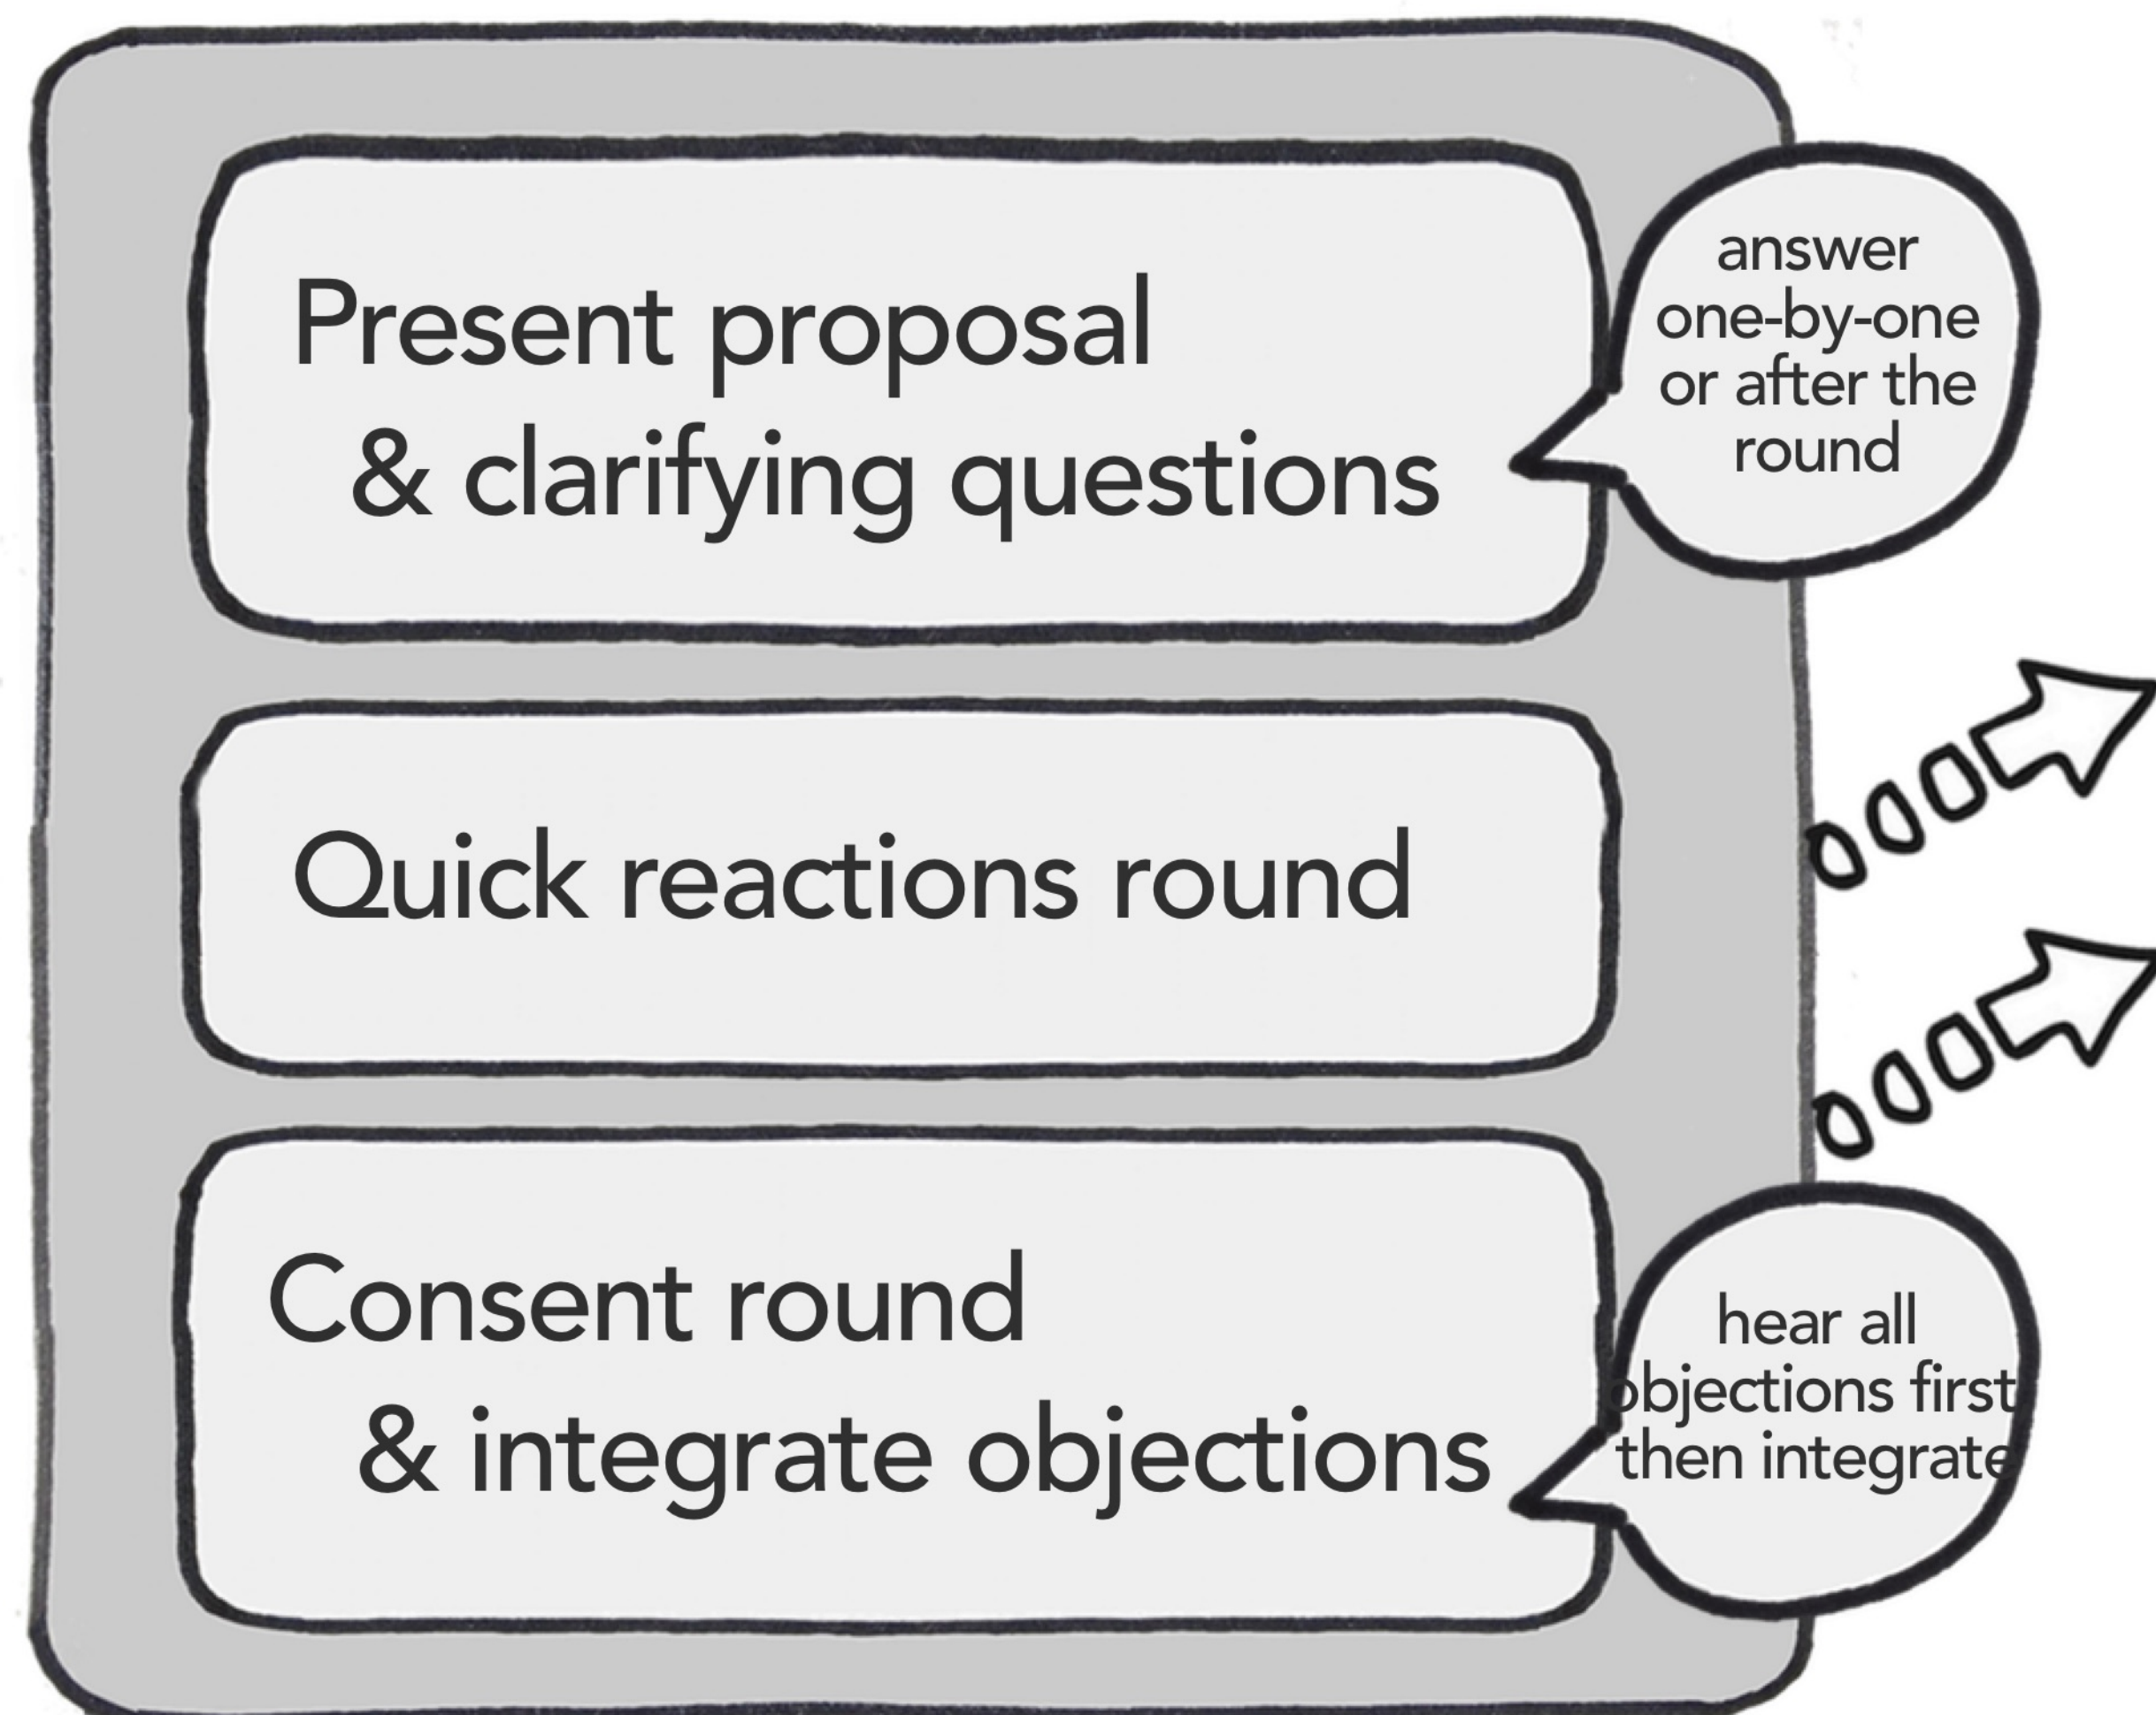 Present proposal
& clarifying questions
answer
one-by-one
or after the
round
Quick reactions round
Consent round
& integrate objections
hear all
objections first
then integrate